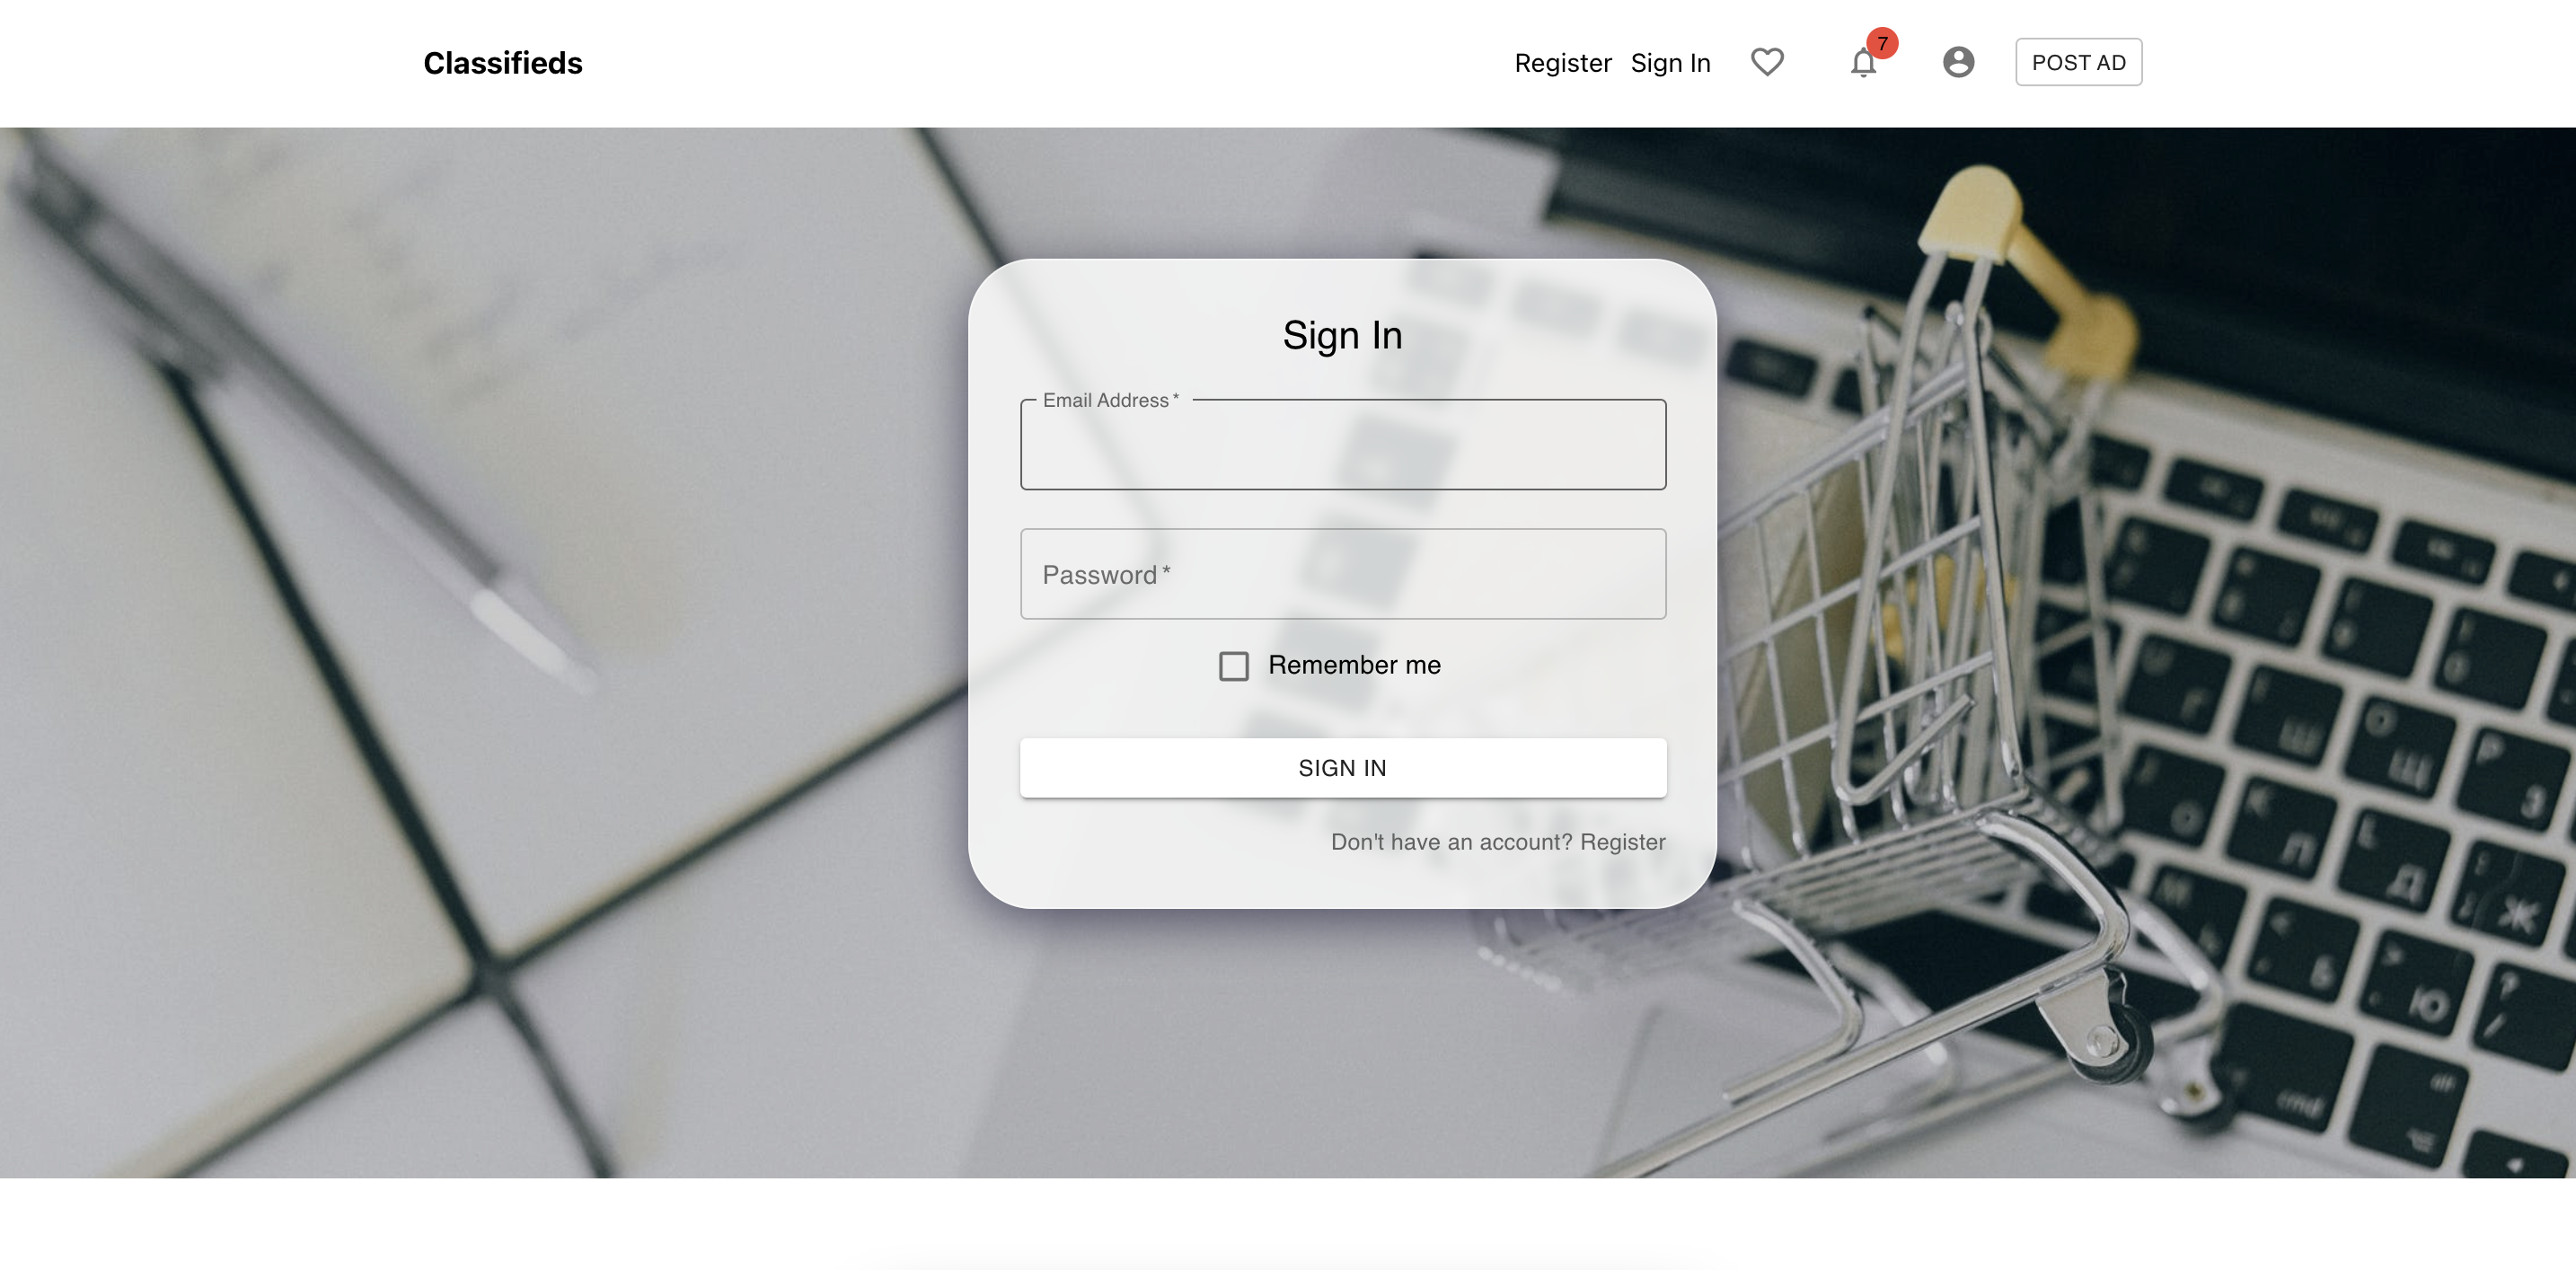 Classifieds
Register Sign In 7 POST AD
Sign In
Email Address *
Password *
Remember me
SIGN IN
Don't have an account? Register
cmd